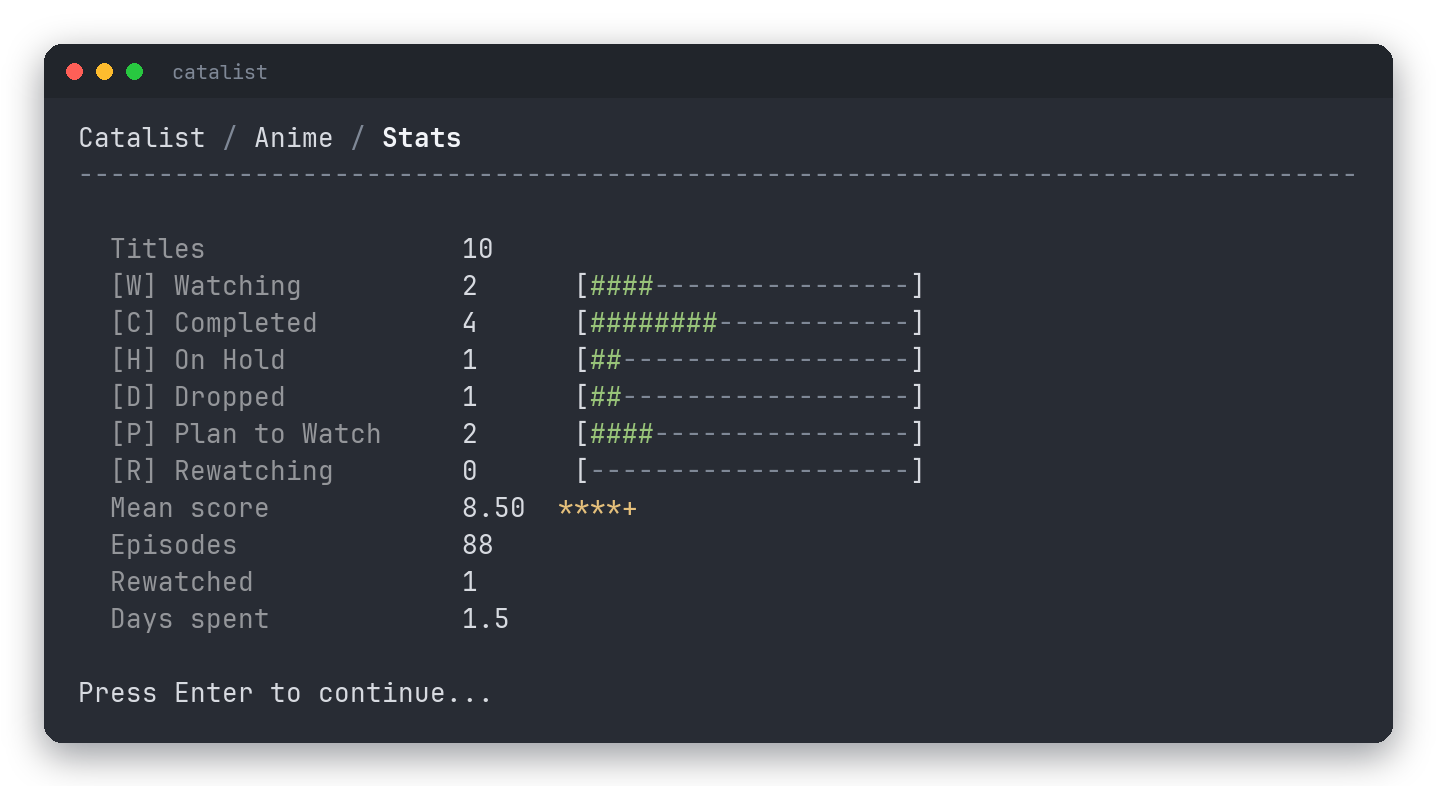 catalist
Catalist / Anime / Stats
--------------------------------------------------------------------------------
Titles 10
[W] Watching 2 [####----------------]
[C] Completed 4 [########------------]
[H] On Hold 1 [##------------------]
[D] Dropped 1 [##------------------]
[P] Plan to Watch 2 [####----------------]
[R] Rewatching 0 [--------------------]
Mean score 8.50 ****+
Episodes 88
Rewatched 1
Days spent 1.5
Press Enter to continue...